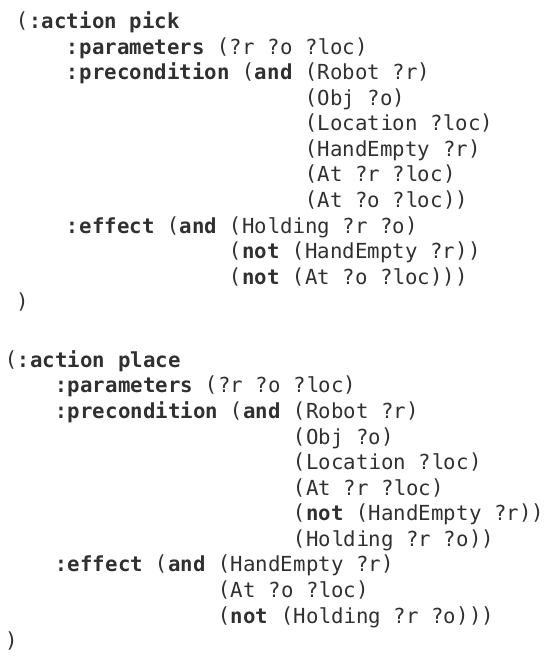 (:action pick
    :parameters (?r ?o ?loc)
    :precondition (and (Robot ?r)
                       (Obj ?o)
                       (Location ?loc)
                       (HandEmpty ?r)
                       (At ?r ?loc)
                       (At ?o ?loc))
    :effect (and (Holding ?r ?o)
                 (not (HandEmpty ?r))
                 (not (At ?o ?loc)))
)

(:action place
    :parameters (?r ?o ?loc)
    :precondition (and (Robot ?r)
                       (Obj ?o)
                       (Location ?loc)
                       (At ?r ?loc)
                       (not (HandEmpty ?r))
                       (Holding ?r ?o))
    :effect (and (HandEmpty ?r)
                 (At ?o ?loc)
                 (not (Holding ?r ?o)))
)